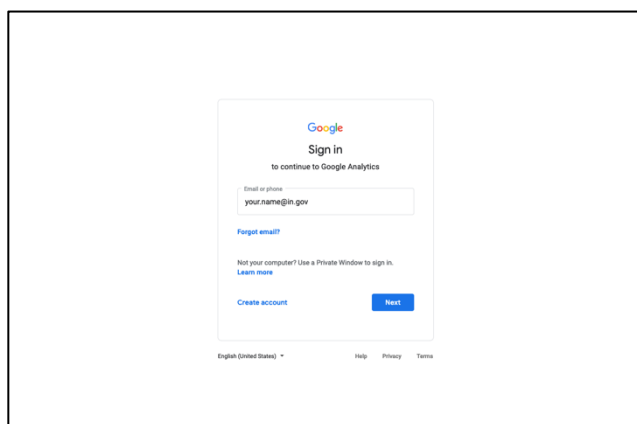 Google
Sign in
to continue to Google Analytics
Email or phone
your.name@in.gov
Forgot email?
Not your computer? Use a Private Window to sign in.
Learn more
Create account
Next
English (United States)
Help Privacy Terms